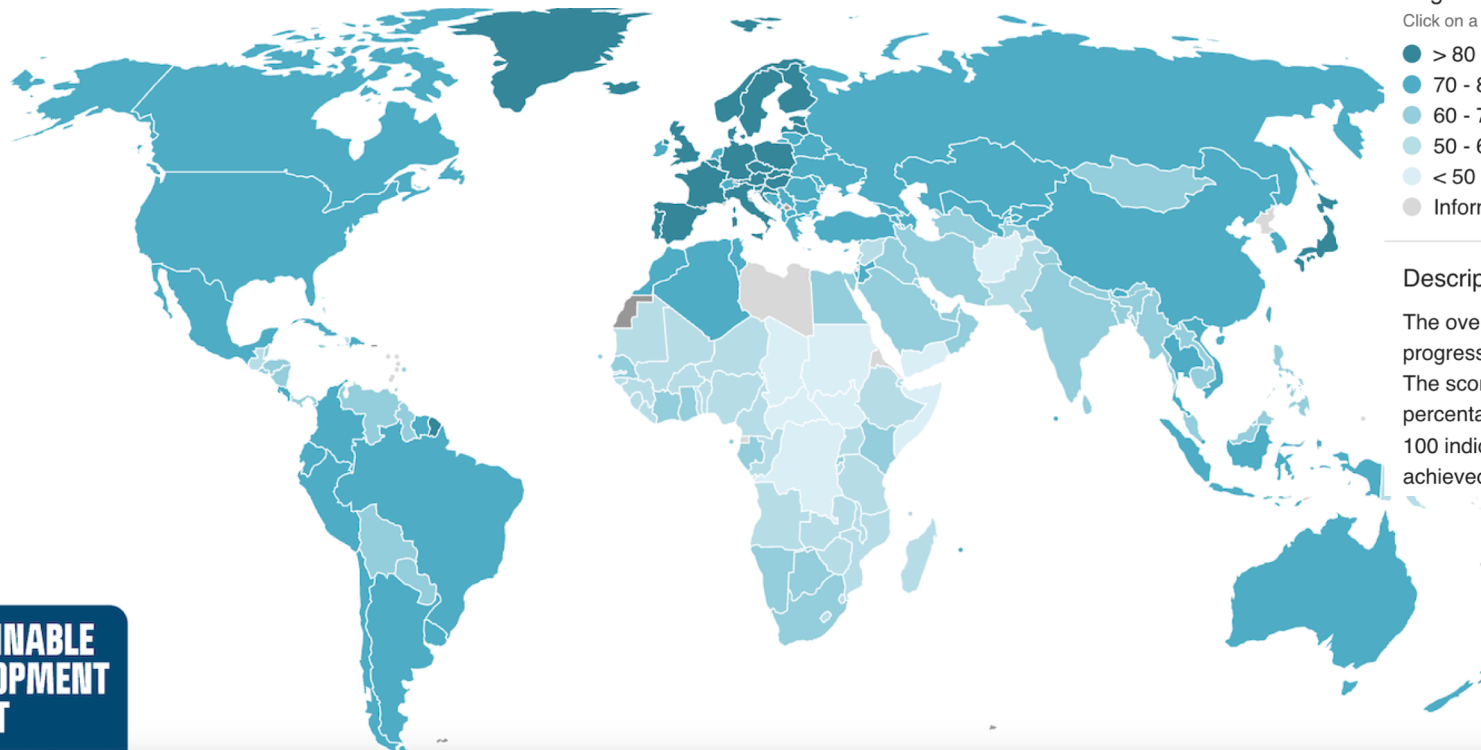 Click on a
> 80
70 - 8
60 - 7
50 - 6
< 50
Inforr
Descrip
The ove
progress
The scor
percenta
100 indic
achieved
INABLE
OPMENT
T